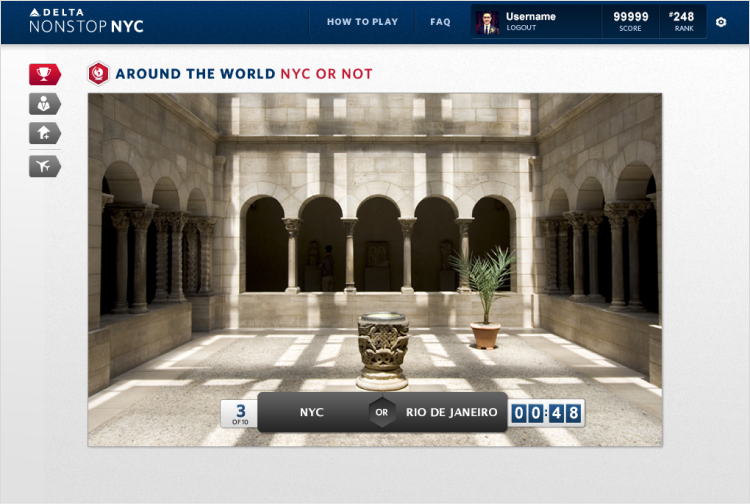 DELTA
NONSTOP NYC
HOW TO PLAY
FAQ
Username
LOGOUT
99999
SCORE
#248
RANK
AROUND THE WORLD NYC OR NOT
3
OF 10
NYC
OR
RIO DE JANEIRO
00:48